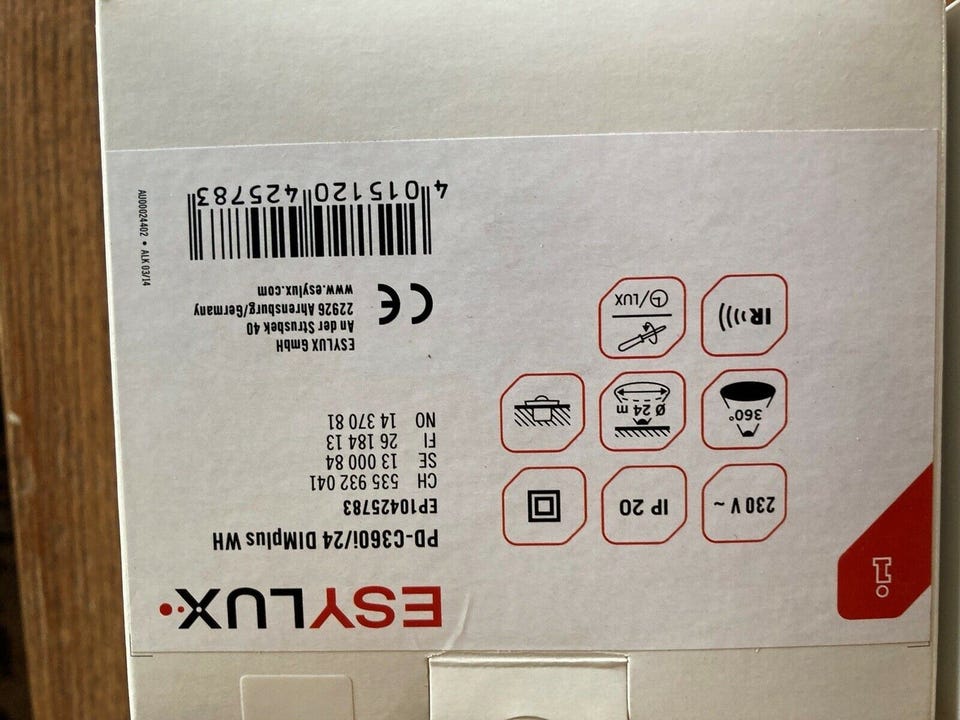 ESYLUX
PD-C360i/24 DIMplus WH
EP10425783
CH 535 932 041
SE 13 000 84
FI 26 184 13
NO 14 370 81
ESYLUX GmbH
An der Strusbek 40
22926 Ahrensburg/Germany
www.esylux.com
CE
4 015120 425783
AU00024402 • ALK 03/14
i
230 V ~
IP 20
360°
Ø 24 m
IR
/LUX